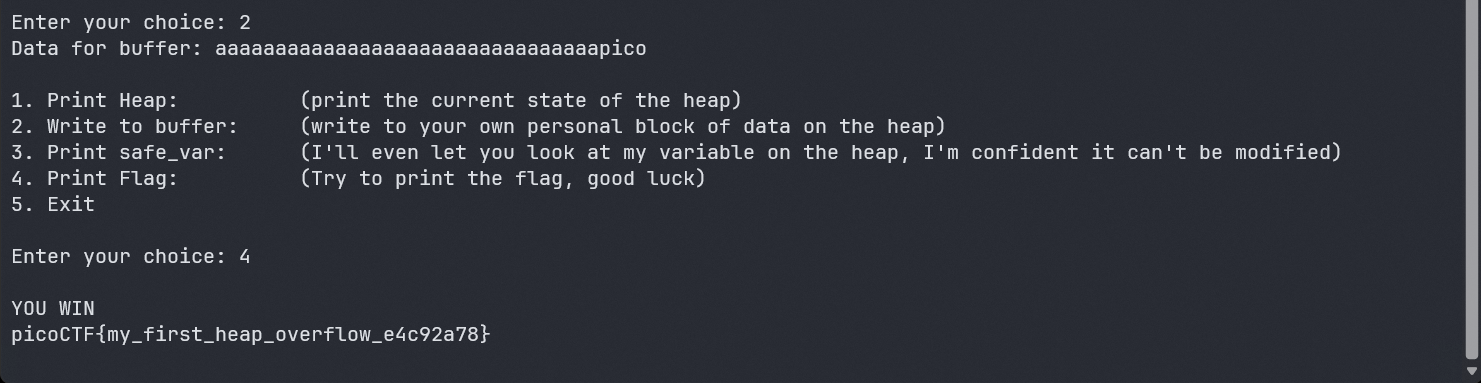 Enter your choice: 2
Data for buffer: aaaaaaaaaaaaaaaaaaaaaaaaaaaaaaaapico
1. Print Heap: (print the current state of the heap)
2. Write to buffer: (write to your own personal block of data on the heap)
3. Print safe_var: (I'll even let you look at my variable on the heap, I'm confident it can't be modified)
4. Print Flag: (Try to print the flag, good luck)
5. Exit
Enter your choice: 4
YOU WIN
picoCTF{my_first_heap_overflow_e4c92a78}